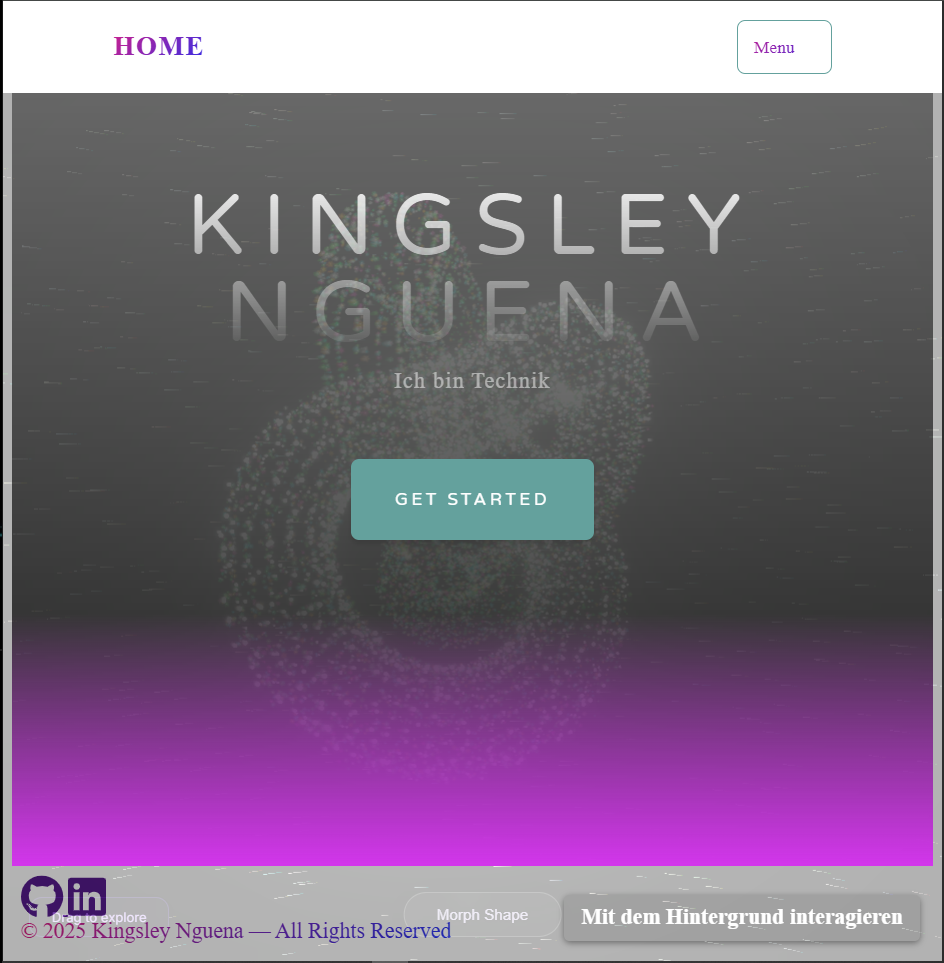 HOME
Menu
KINGSLEY
NGUENA
Ich bin Technik
GET STARTED
Drag to explore
Morph Shape
Mit dem Hintergrund interagieren
© 2025 Kingsley Nguena — All Rights Reserved